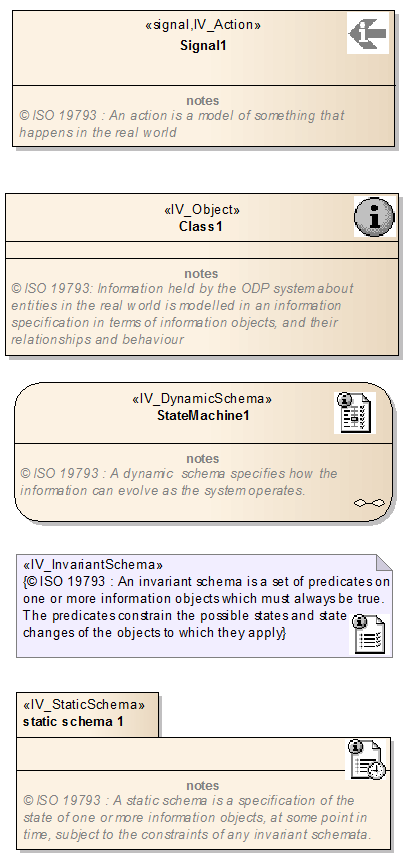 «signal,IV_Action»
Signal1
notes
© ISO 19793 : An action is a model of something that
happens in the real world
«IV_Object»
Class1
notes
© ISO 19793: Information held by the ODP system about
entities in the real world is modelled in an information
specification in terms of information objects, and their
relationships and behaviour
«IV_DynamicSchema»
StateMachine1
notes
© ISO 19793 : A dynamic schema specifies how the
information can evolve as the system operates.
«IV_InvariantSchema»
{© ISO 19793 : An invariant schema is a set of predicates on
one or more information objects which must always be true.
The predicates constrain the possible states and state
changes of the objects to which they apply}
«IV_StaticSchema»
static schema 1
notes
© ISO 19793 : A static schema is a specification of the
state of one or more information objects, at some point in
time, subject to the constraints of any invariant schemata.